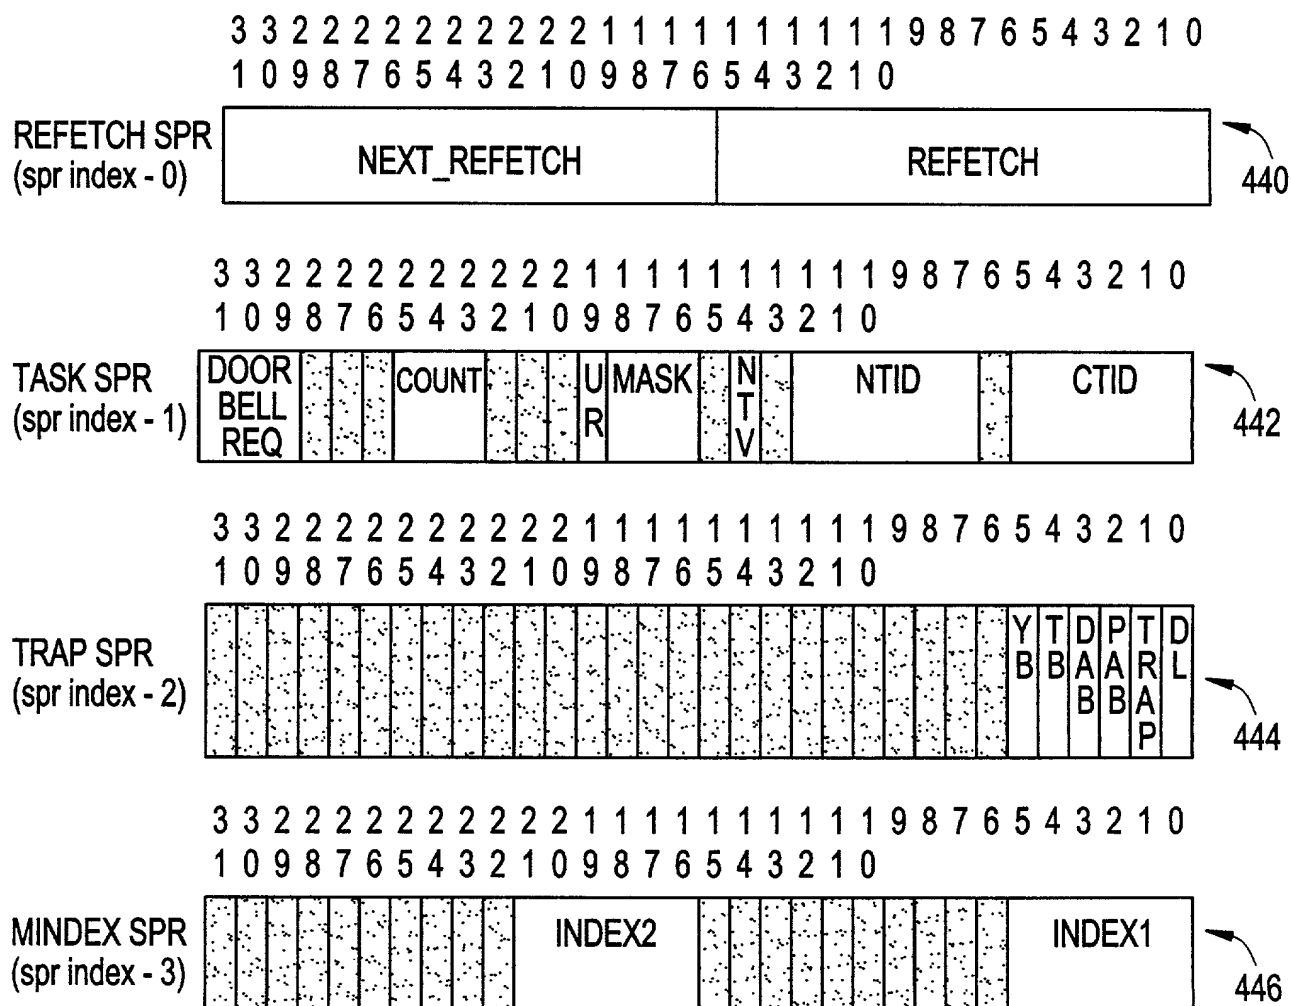 3 3 2 2 2 2 2 2 2 2 2 2 1 1 1 1 1 1 1 1 1 1 9 8 7 6 5 4 3 2 1 0
1 0 9 8 7 6 5 4 3 2 1 0 9 8 7 6 5 4 3 2 1 0
REFETCH SPR
(spr index - 0)
NEXT_REFETCH
REFETCH
440
3 3 2 2 2 2 2 2 2 2 2 2 1 1 1 1 1 1 1 1 1 1 9 8 7 6 5 4 3 2 1 0
1 0 9 8 7 6 5 4 3 2 1 0 9 8 7 6 5 4 3 2 1 0
TASK SPR
(spr index - 1)
DOOR
BELL
REQ
COUNT
UR
MASK
NTV
NTID
CTID
442
3 3 2 2 2 2 2 2 2 2 2 2 1 1 1 1 1 1 1 1 1 1 9 8 7 6 5 4 3 2 1 0
1 0 9 8 7 6 5 4 3 2 1 0 9 8 7 6 5 4 3 2 1 0
TRAP SPR
(spr index - 2)
YB
TB
DAB
PAB
TRAP
DL
444
3 3 2 2 2 2 2 2 2 2 2 2 1 1 1 1 1 1 1 1 1 1 9 8 7 6 5 4 3 2 1 0
1 0 9 8 7 6 5 4 3 2 1 0 9 8 7 6 5 4 3 2 1 0
MINDEX SPR
(spr index - 3)
INDEX2
INDEX1
446